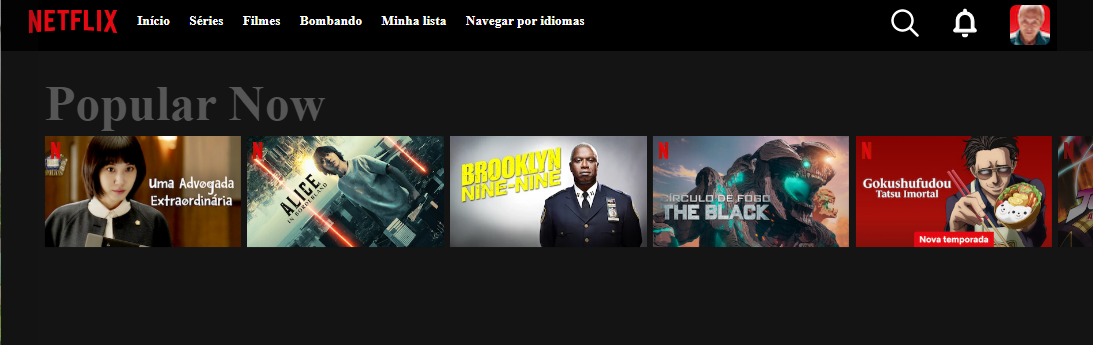 NETFLIX Início Séries Filmes Bombando Minha lista Navegar por idiomas
Popular Now
N
Uma Advogada
Extraordinária
N
ALICE
IN BORDERLAND
BROOKLYN
NINE-NINE
N
CÍRCULO DE FOGO
THE BLACK
N
Gokushufudou
Tatsu Imortal
Nova temporada
N